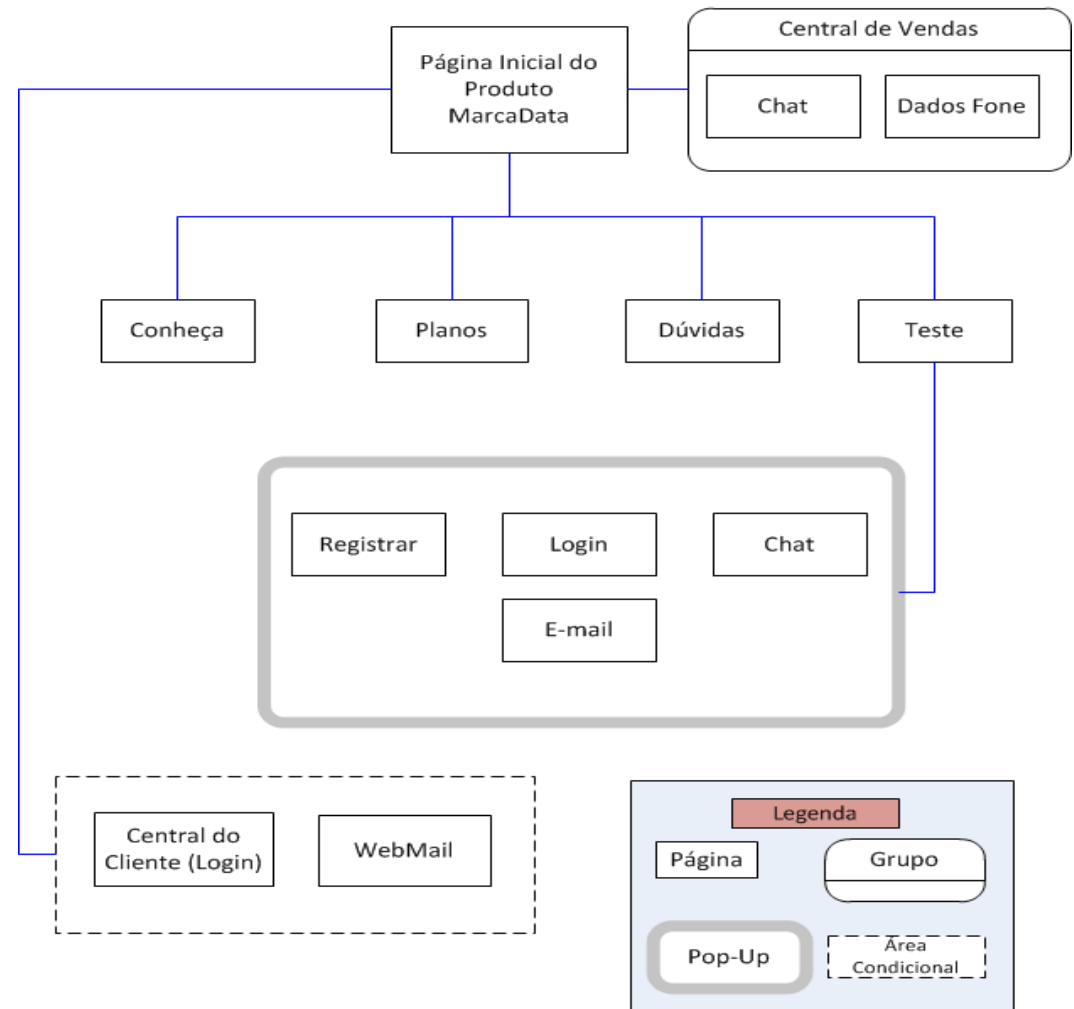 Página Inicial do
Produto
MarcaData
Central de Vendas
Chat
Dados Fone
Conheça
Planos
Dúvidas
Teste
Registrar
Login
Chat
E-mail
Central do
Cliente (Login)
WebMail
Legenda
Página
Grupo
Pop-Up
Área
Condicional